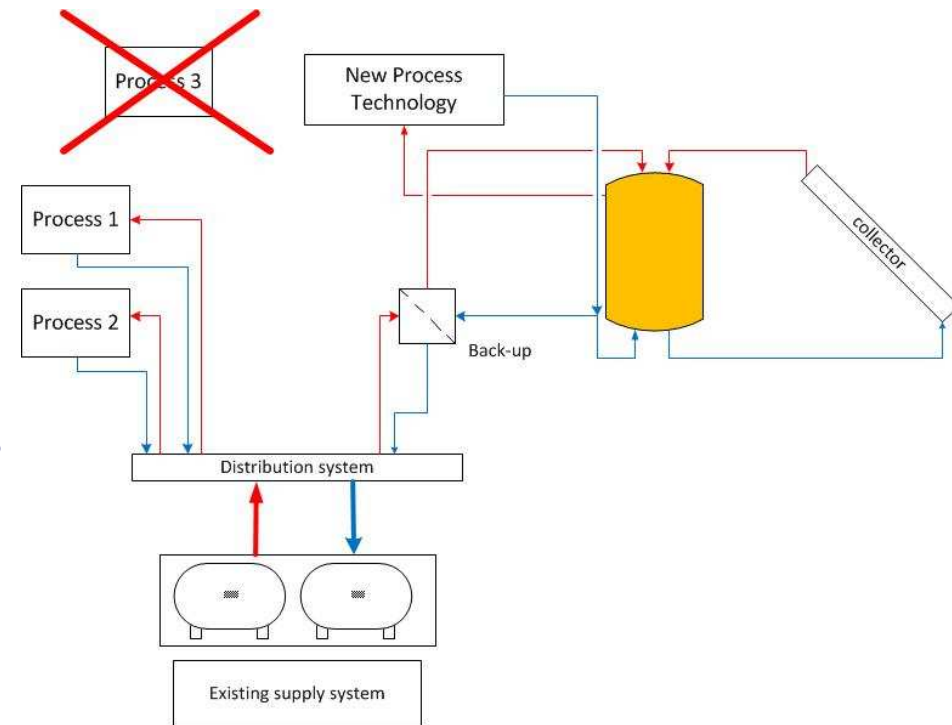 Process 3
New Process
Technology
Process 1
collector
Process 2
Back-up
Distribution system
Existing supply system